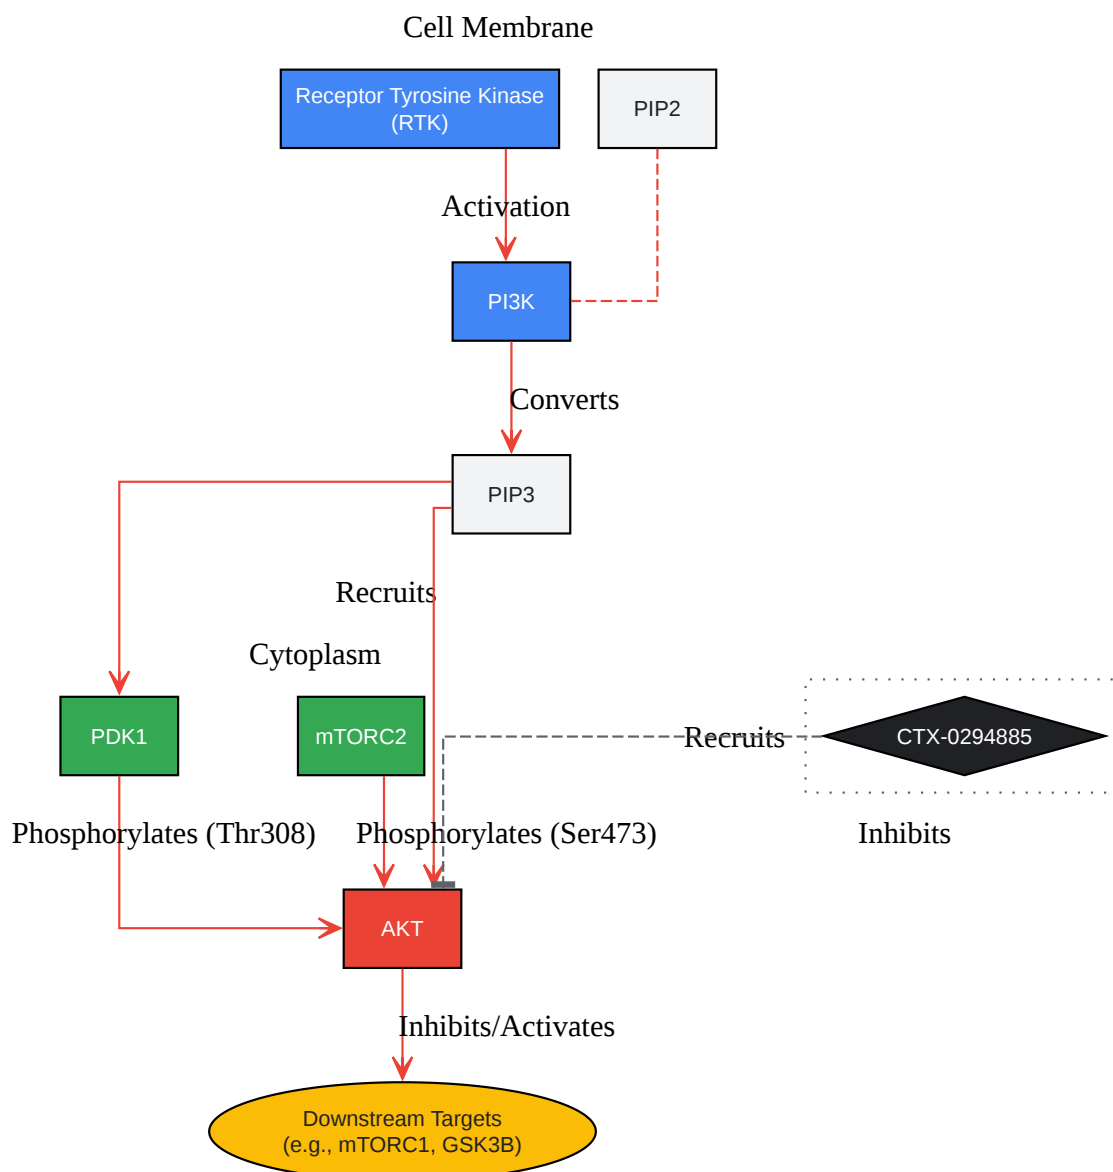 Cell Membrane
Receptor Tyrosine Kinase
(RTK)
PIP2
Activation
PI3K
Converts
PIP3
Recruits
Cytoplasm
PDK1
mTORC2
Recruits
CTX-0294885
Phosphorylates (Thr308)
Phosphorylates (Ser473)
Inhibits
AKT
Inhibits/Activates
Downstream Targets
(e.g., mTORC1, GSK3B)